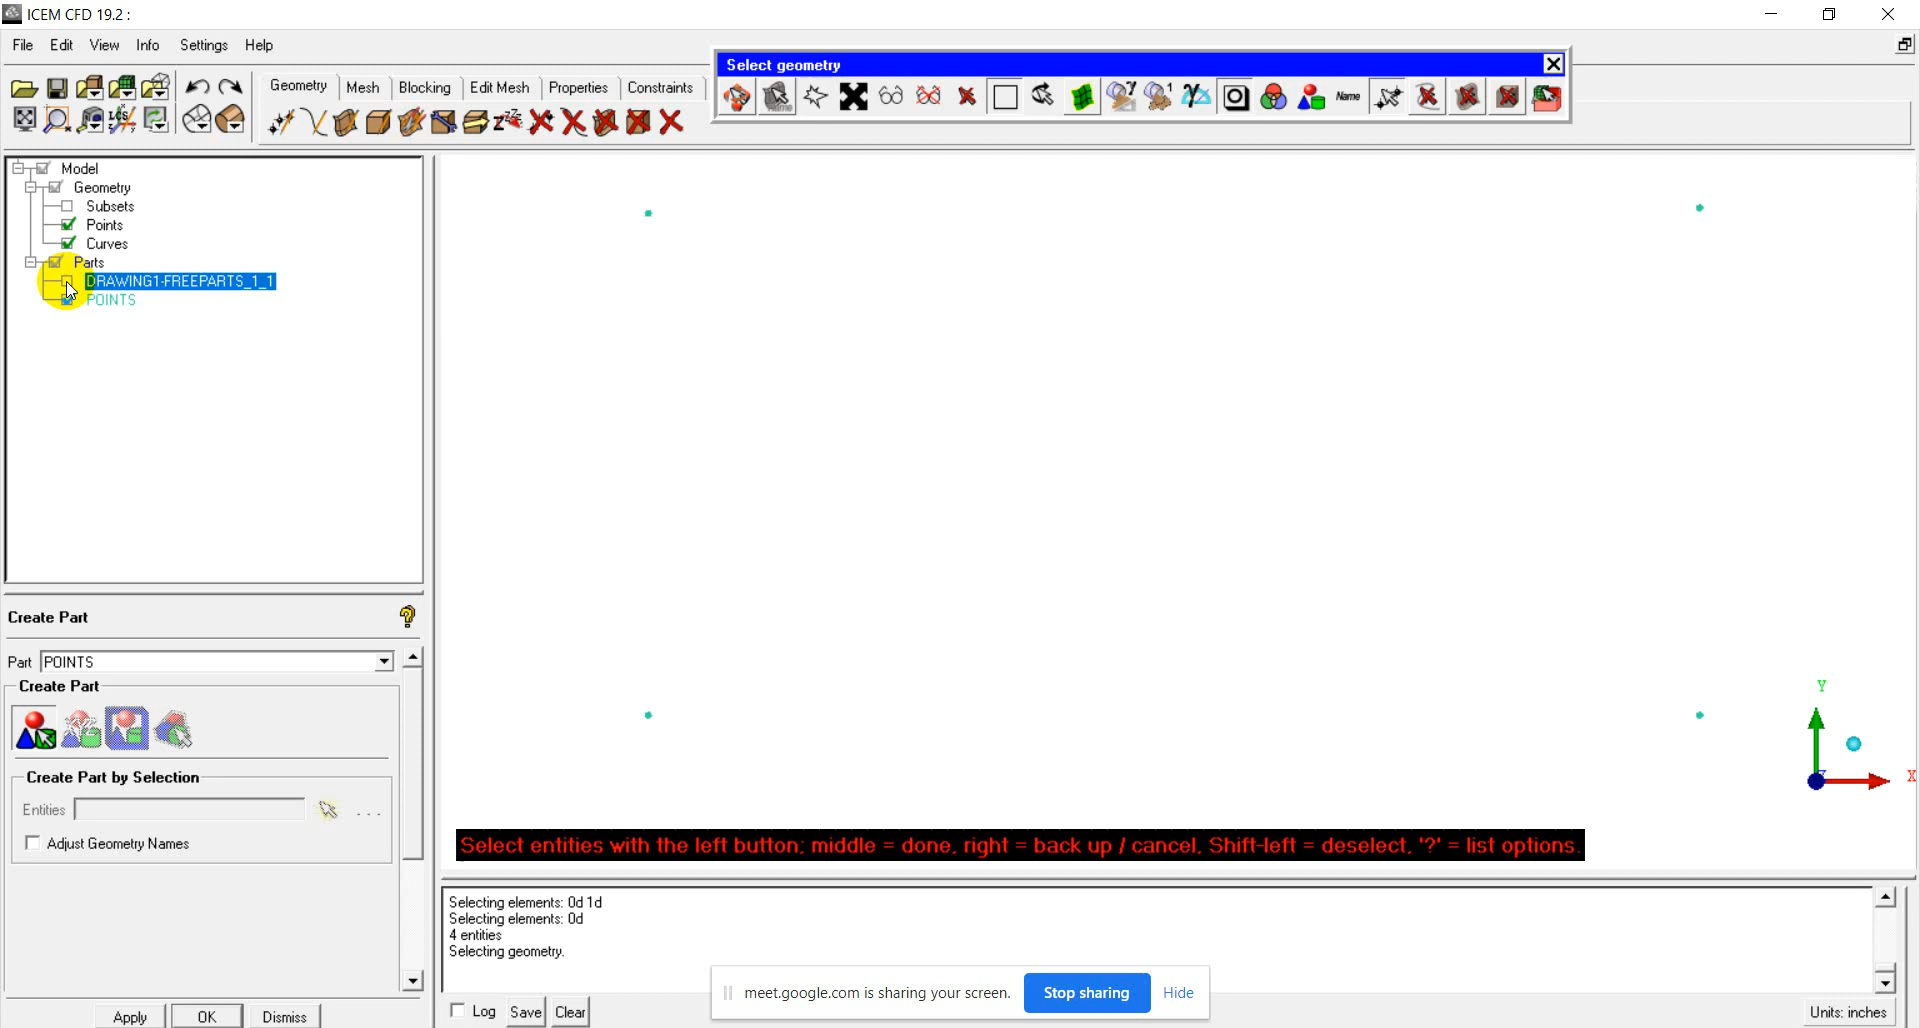 ICEM CFD 19.2 :
File Edit View Info Settings Help
Select geometry
Geometry Mesh Blocking Edit Mesh Properties Constraints
Name
LCS
Model
Geometry
Subsets
Points
Curves
Parts
DRAWING1-FREEPARTS_1_1
POINTS
Create Part
Part POINTS
Create Part
Create Part by Selection
Entities
. . .
Adjust Geometry Names
Apply OK Dismiss
Y
X
Select entities with the left button; middle = done, right = back up / cancel, Shift-left = deselect, '?' = list options.
Selecting elements: 0d 1d
Selecting elements: 0d
4 entities
Selecting geometry.
Log Save Clear
meet.google.com is sharing your screen. Stop sharing Hide
Units: inches